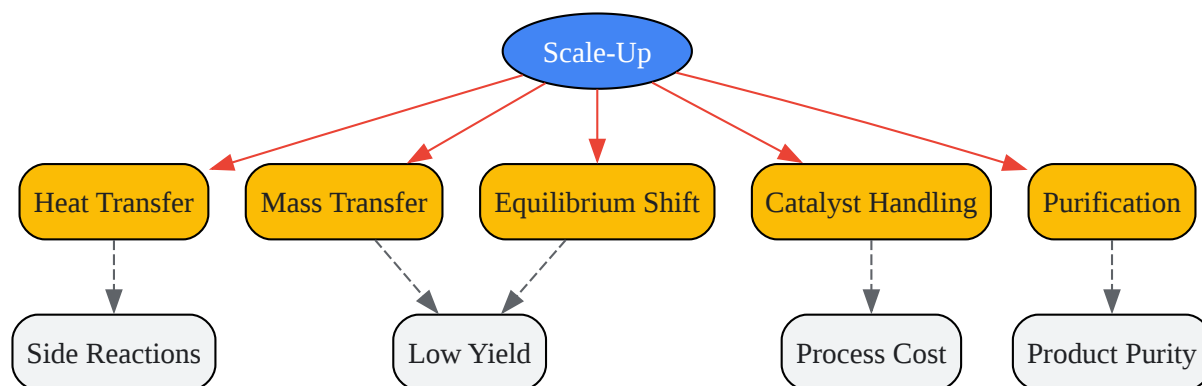 Scale-Up
Heat Transfer
Mass Transfer
Equilibrium Shift
Catalyst Handling
Purification
Side Reactions
Low Yield
Process Cost
Product Purity